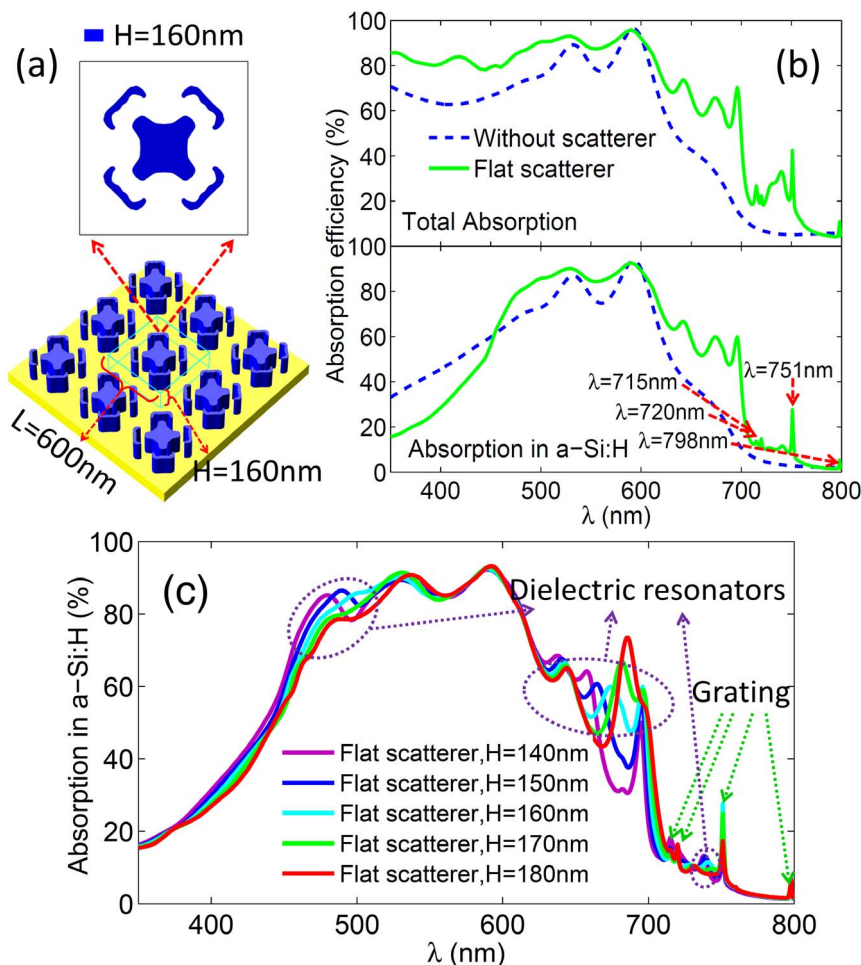 H=160nm
(a)
L=600nm
H=160nm
(b)
Absorption efficiency (%)
100
80
60
40
20
Without scatterer
Flat scatterer
Total Absorption
100
80
60
40
20
0
λ=715nm
λ=720nm
λ=798nm
λ=751nm
Absorption in a−Si:H
400 500 600 700 800
λ (nm)
(c)
Absorption in a−Si:H (%)
100
80
60
40
20
0
Dielectric resonators
Grating
Flat scatterer,H=140nm
Flat scatterer,H=150nm
Flat scatterer,H=160nm
Flat scatterer,H=170nm
Flat scatterer,H=180nm
400 500 600 700 800
λ (nm)